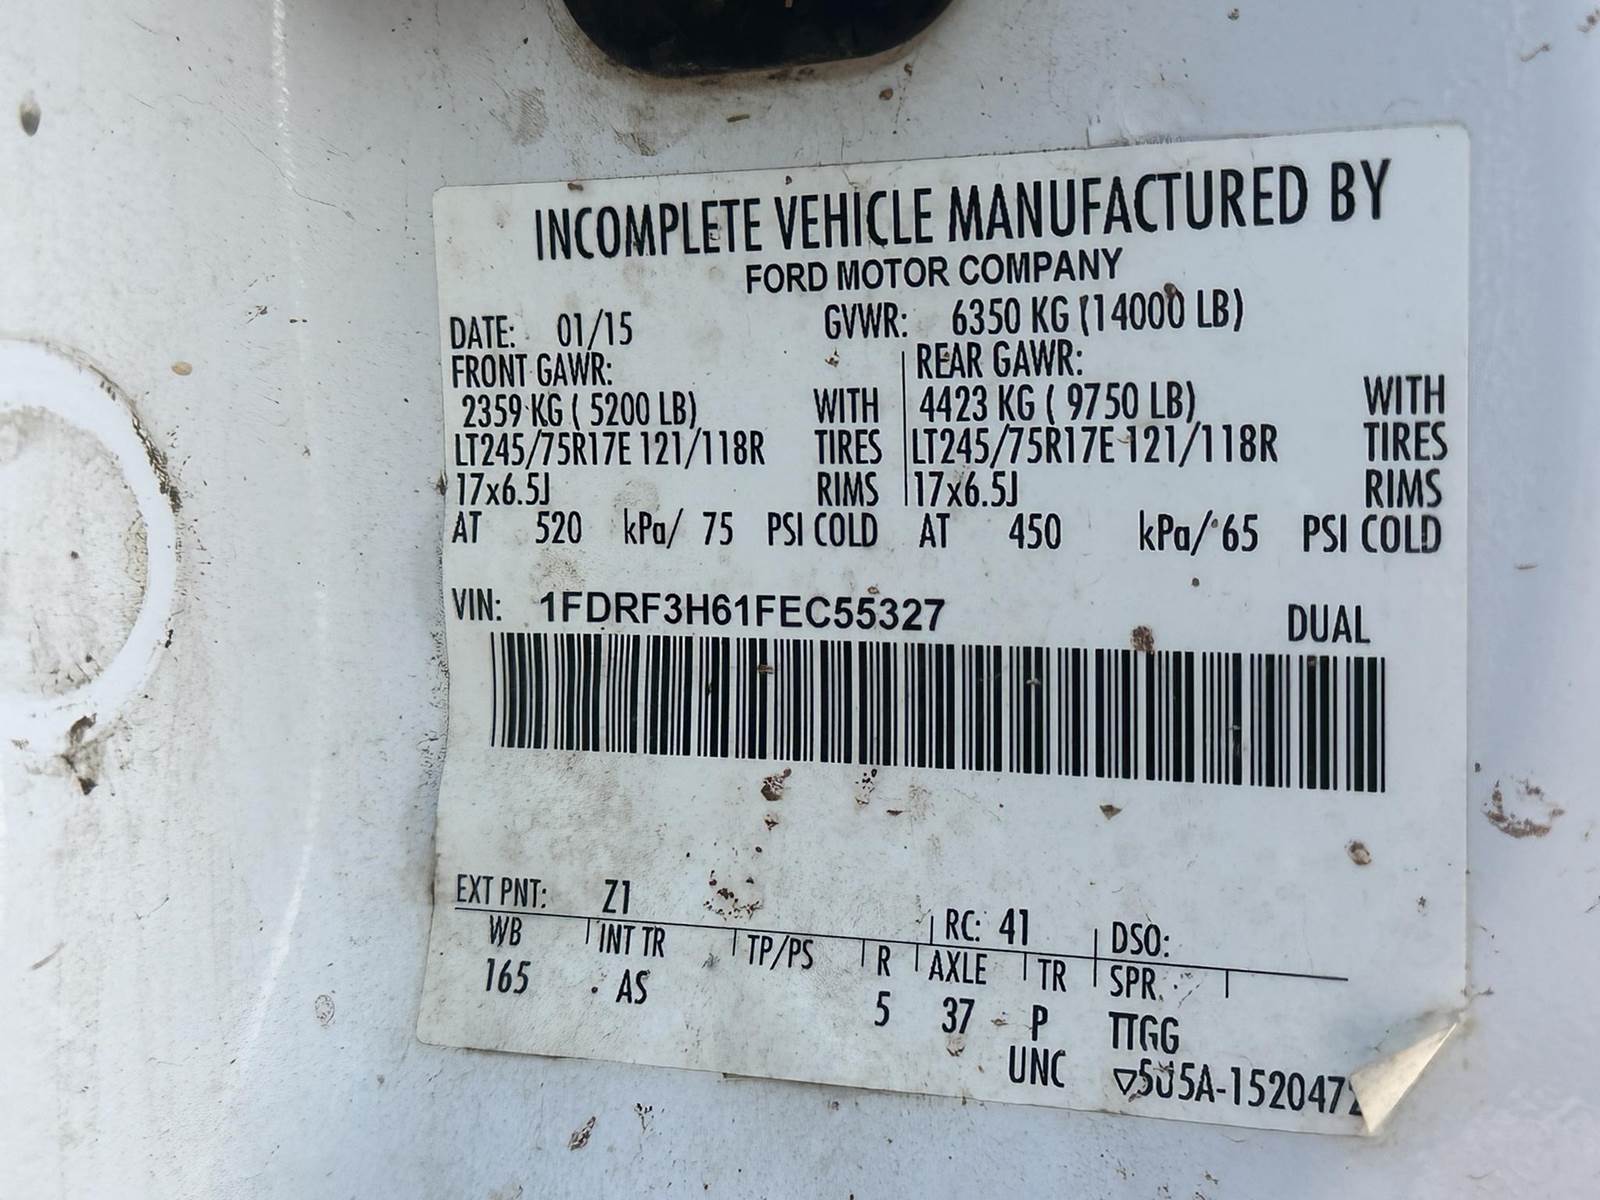 INCOMPLETE VEHICLE MANUFACTURED BY
FORD MOTOR COMPANY
DATE: 01/15 GVWR: 6350 KG (14000 LB)
FRONT GAWR: REAR GAWR:
2359 KG ( 5200 LB) WITH 4423 KG ( 9750 LB) WITH
LT245/75R17E 121/118R TIRES LT245/75R17E 121/118R TIRES
17x6.5J RIMS 17x6.5J RIMS
AT 520 kPa/ 75 PSI COLD AT 450 kPa/ 65 PSI COLD
VIN: 1FDRF3H61FEC55327 DUAL
EXT PNT: Z1 RC: 41 DSO:
WB INT TR TP/PS R AXLE TR SPR
165 AS 5 37 P TTGG
UNC